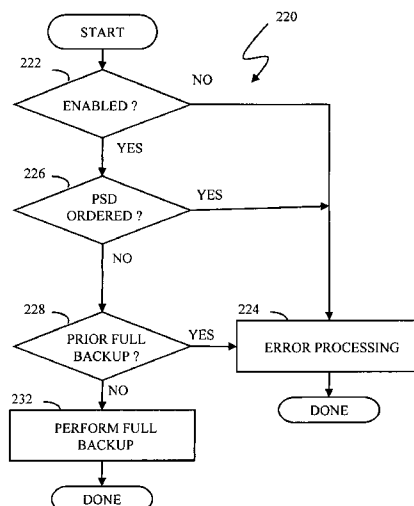 START
220
222
NO
ENABLED ?
YES
226
PSD
ORDERED ?
YES
NO
228
PRIOR FULL
BACKUP ?
YES
224
ERROR PROCESSING
NO
DONE
232
PERFORM FULL
BACKUP
DONE